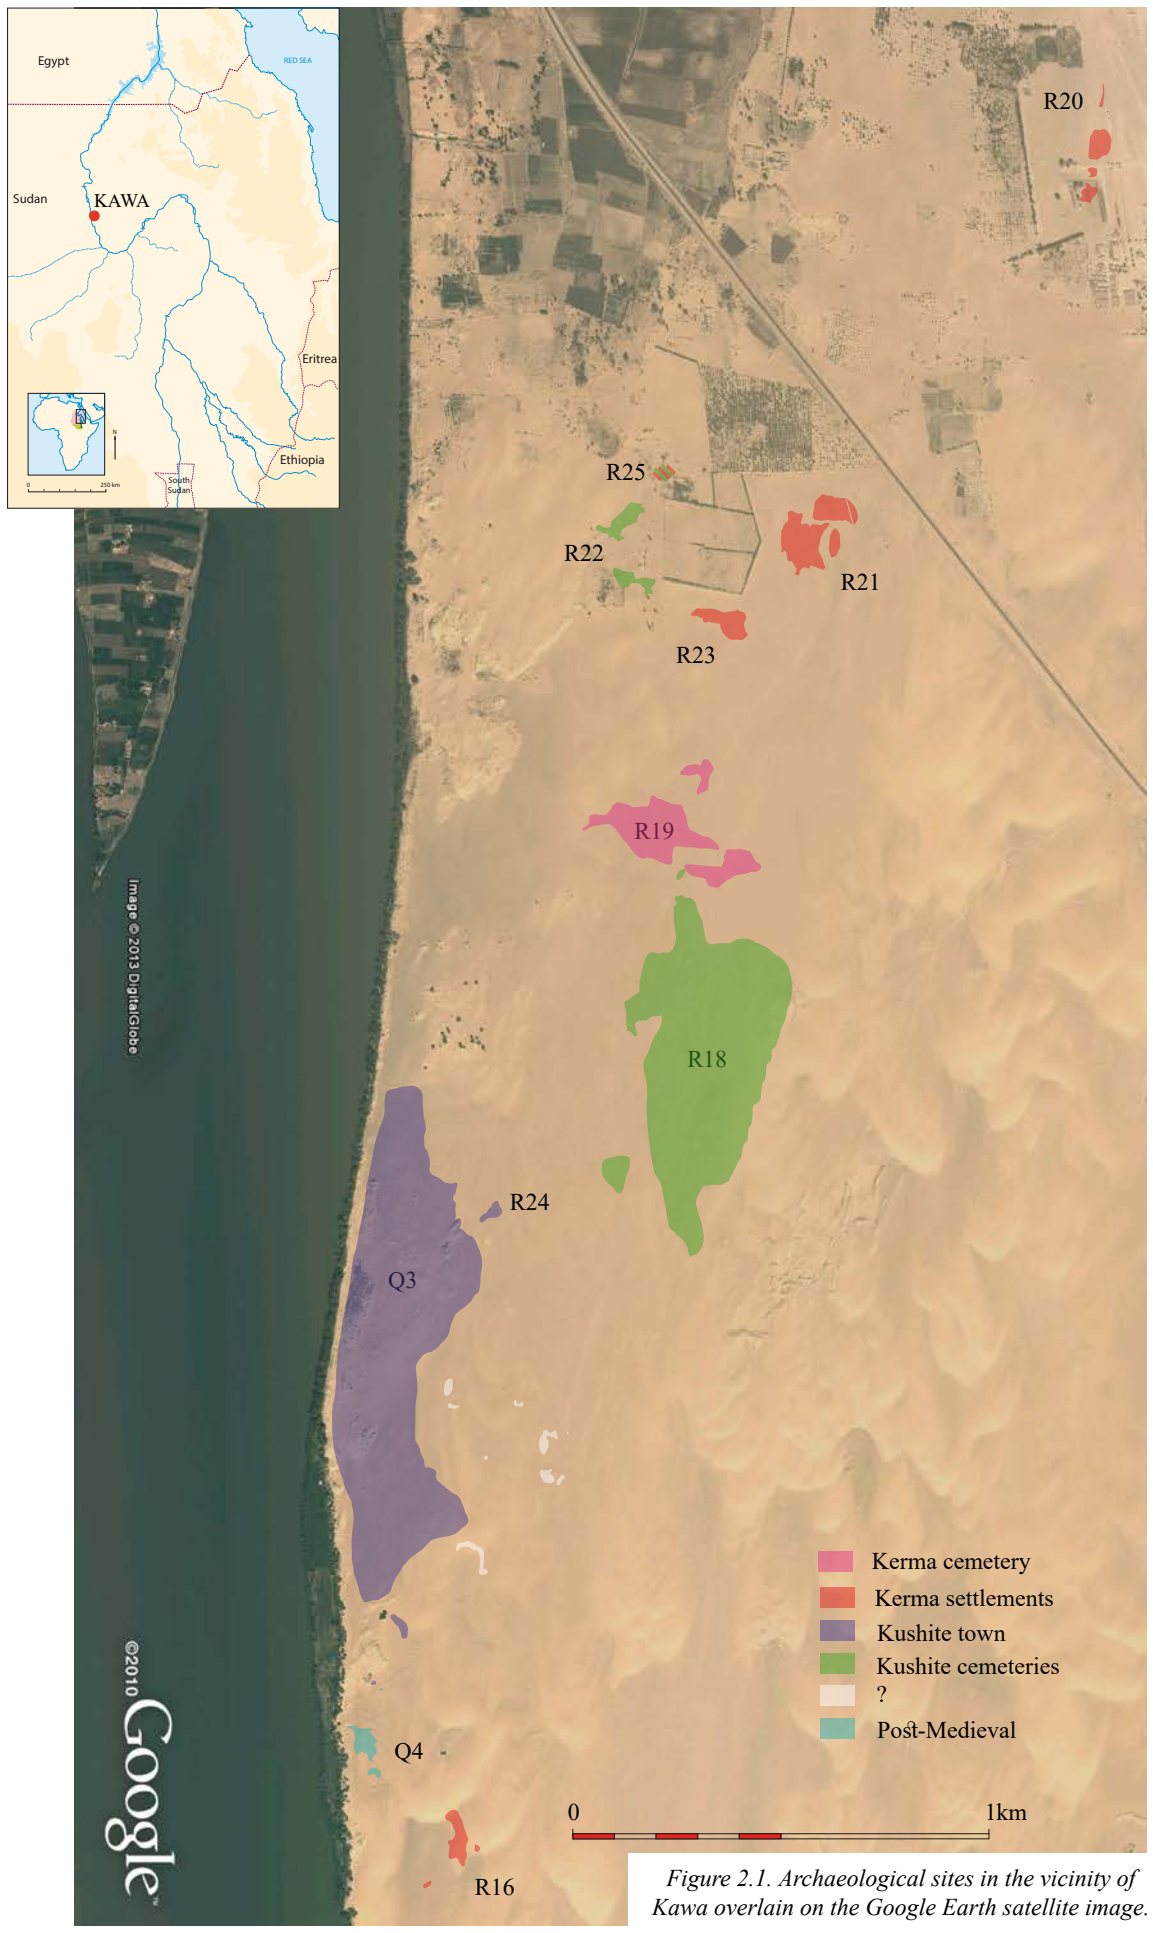 Egypt
RED SEA
Sudan
KAWA
Eritrea
Ethiopia
South
Sudan
N
0 250 km
R20
R25
R22
R21
R23
R19
R18
R24
Q3
Image © 2013 DigitalGlobe
Kerma cemetery
Kerma settlements
Kushite town
Kushite cemeteries
?
Post-Medieval
©2010 Google™
Q4
R16
0 1km
Figure 2.1. Archaeological sites in the vicinity of
Kawa overlain on the Google Earth satellite image.